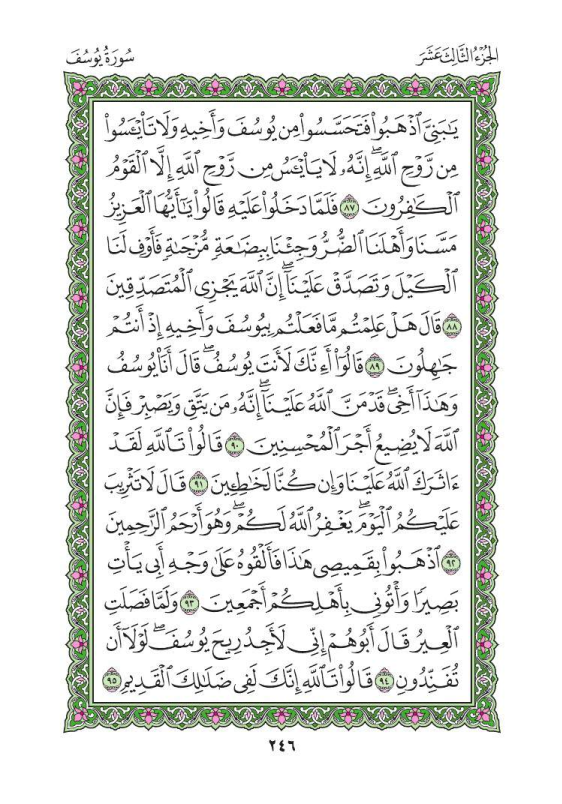 الجُزْءُ الثَّالِثَ عَشَرَ
سُورَةُ يُوسُفَ
يَٰبَنِيَّ ٱذْهَبُوا۟ فَتَحَسَّسُوا۟ مِن يُوسُفَ وَأَخِيهِ وَلَا تَا۟يْـَٔسُوا۟
مِن رَّوْحِ ٱللَّهِۖ إِنَّهُۥ لَا يَا۟يْـَٔسُ مِن رَّوْحِ ٱللَّهِ إِلَّا ٱلْقَوْمُ
ٱلْكَٰفِرُونَ ٨٧ فَلَمَّا دَخَلُوا۟ عَلَيْهِ قَالُوا۟ يَٰٓأَيُّهَا ٱلْعَزِيزُ
مَسَّنَا وَأَهْلَنَا ٱلضُّرُّ وَجِئْنَا بِبِضَٰعَةٍ مُّزْجَىٰةٍ فَأَوْفِ لَنَا
ٱلْكَيْلَ وَتَصَدَّقْ عَلَيْنَآۖ إِنَّ ٱللَّهَ يَجْزِى ٱلْمُتَصَدِّقِينَ
٨٨ قَالَ هَلْ عَلِمْتُم مَّا فَعَلْتُم بِيُوسُفَ وَأَخِيهِ إِذْ أَنتُمْ
جَٰهِلُونَ ٨٩ قَالُوٓا۟ أَءِنَّكَ لَأَنتَ يُوسُفُۖ قَالَ أَنَا۠ يُوسُفُ
وَهَٰذَآ أَخِىۖ قَدْ مَنَّ ٱللَّهُ عَلَيْنَآۖ إِنَّهُۥ مَن يَتَّقِ وَيَصْبِرْ فَإِنَّ
ٱللَّهَ لَا يُضِيعُ أَجْرَ ٱلْمُحْسِنِينَ ٩٠ قَالُوا۟ تَٱللَّهِ لَقَدْ
ءَاثَرَكَ ٱللَّهُ عَلَيْنَا وَإِن كُنَّا لَخَٰطِـِٔينَ ٩١ قَالَ لَا تَثْرِيبَ
عَلَيْكُمُ ٱلْيَوْمَۖ يَغْفِرُ ٱللَّهُ لَكُمْۖ وَهُوَ أَرْحَمُ ٱلرَّٰحِمِينَ
٩٢ ٱذْهَبُوا۟ بِقَمِيصِى هَٰذَا فَأَلْقُوهُ عَلَىٰ وَجْهِ أَبِى يَأْتِ
بَصِيرًا وَأْتُونِى بِأَهْلِكُمْ أَجْمَعِينَ ٩٣ وَلَمَّا فَصَلَتِ
ٱلْعِيرُ قَالَ أَبُوهُمْ إِنِّى لَأَجِدُ رِيحَ يُوسُفَۖ لَوْلَآ أَن
تُفَنِّدُونِ ٩٤ قَالُوا۟ تَٱللَّهِ إِنَّكَ لَفِى ضَلَٰلِكَ ٱلْقَدِيمِ ٩٥
٢٤٦